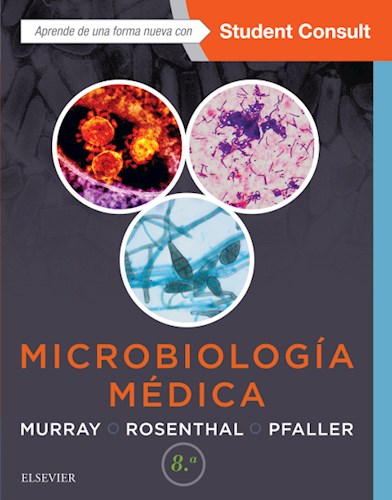 Aprende de una forma nueva con Student Consult
MICROBIOLOGÍA
MÉDICA
MURRAY ○ ROSENTHAL ○ PFALLER
8.ª
ELSEVIER